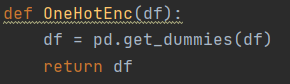 def OneHotEnc(df):
    df = pd.get_dummies(df)
    return df